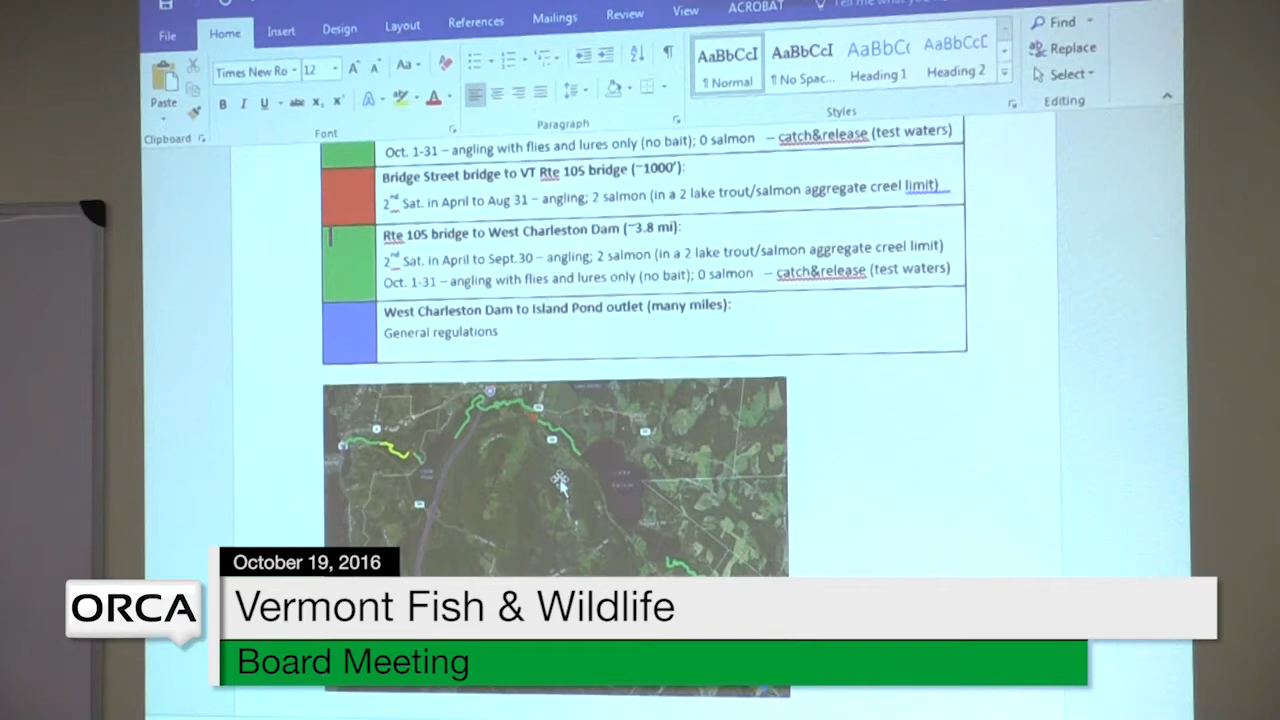 File Home Insert Design Layout References Mailings Review View ACROBAT Tell me what you
Times New Ro 12 Aa
Find
Replace
Select
Paste
B I U abc x, x'
AaBbCcI AaBbCcI AaBbC( AaBbCcE
¶ Normal ¶ No Spac... Heading 1 Heading 2
Clipboard Font Paragraph Styles Editing
Oct. 1-31 – angling with flies and lures only (no bait); 0 salmon – catch&release (test waters)
Bridge Street bridge to VT Rte 105 bridge (~1000'):
2nd Sat. in April to Aug 31 – angling; 2 salmon (in a 2 lake trout/salmon aggregate creel limit)
Rte 105 bridge to West Charleston Dam (~3.8 mi):
2nd Sat. in April to Sept.30 – angling; 2 salmon (in a 2 lake trout/salmon aggregate creel limit)
Oct. 1-31 – angling with flies and lures only (no bait); 0 salmon – catch&release (test waters)
West Charleston Dam to Island Pond outlet (many miles):
General regulations
October 19, 2016
ORCA
Vermont Fish & Wildlife
Board Meeting